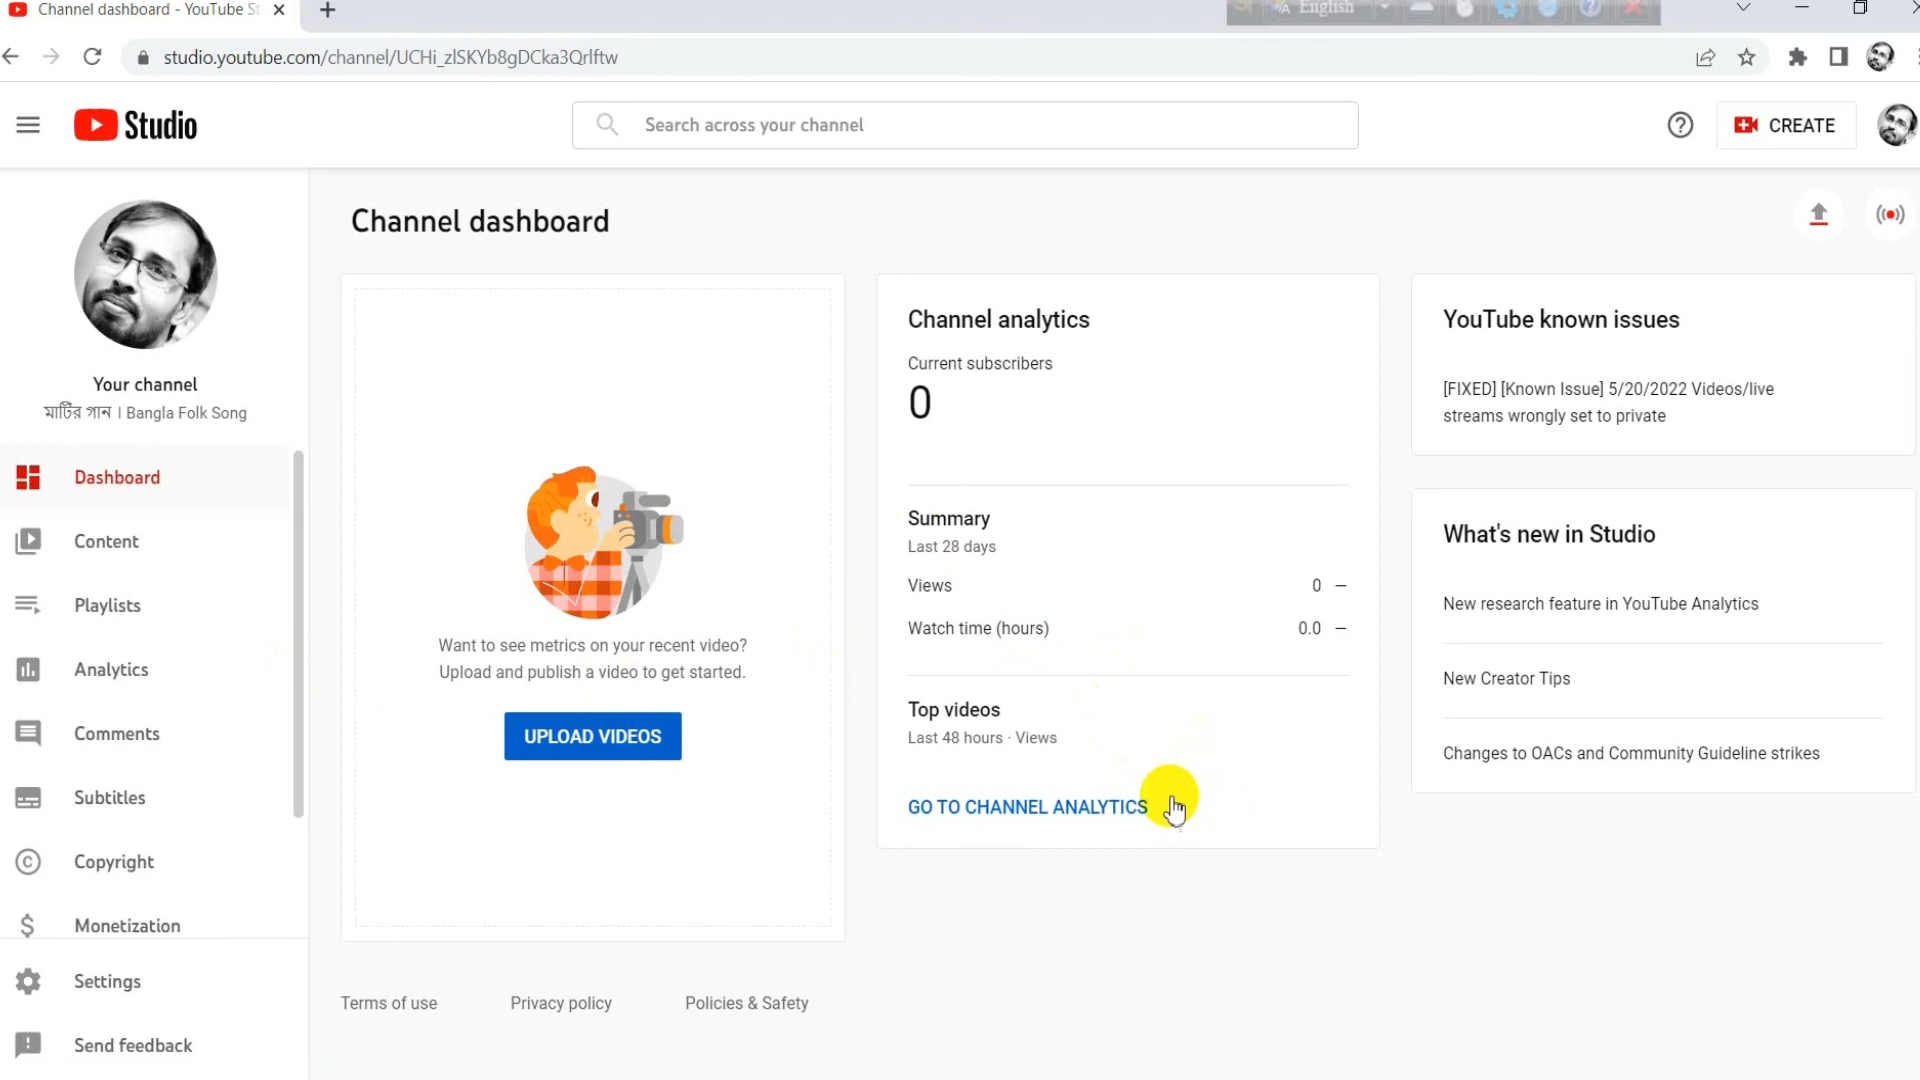 Channel dashboard - YouTube St
English
studio.youtube.com/channel/UCHi_zlSKYb8gDCka3Qrlftw
Studio
Search across your channel
CREATE
Your channel
মাটির গান । Bangla Folk Song
Dashboard
Content
Playlists
Analytics
Comments
Subtitles
Copyright
Monetization
Settings
Send feedback
Channel dashboard
Want to see metrics on your recent video?
Upload and publish a video to get started.
UPLOAD VIDEOS
Channel analytics
Current subscribers
0
Summary
Last 28 days
Views 0 —
Watch time (hours) 0.0 —
Top videos
Last 48 hours · Views
GO TO CHANNEL ANALYTICS
YouTube known issues
[FIXED] [Known Issue] 5/20/2022 Videos/live
streams wrongly set to private
What's new in Studio
New research feature in YouTube Analytics
New Creator Tips
Changes to OACs and Community Guideline strikes
Terms of use Privacy policy Policies & Safety